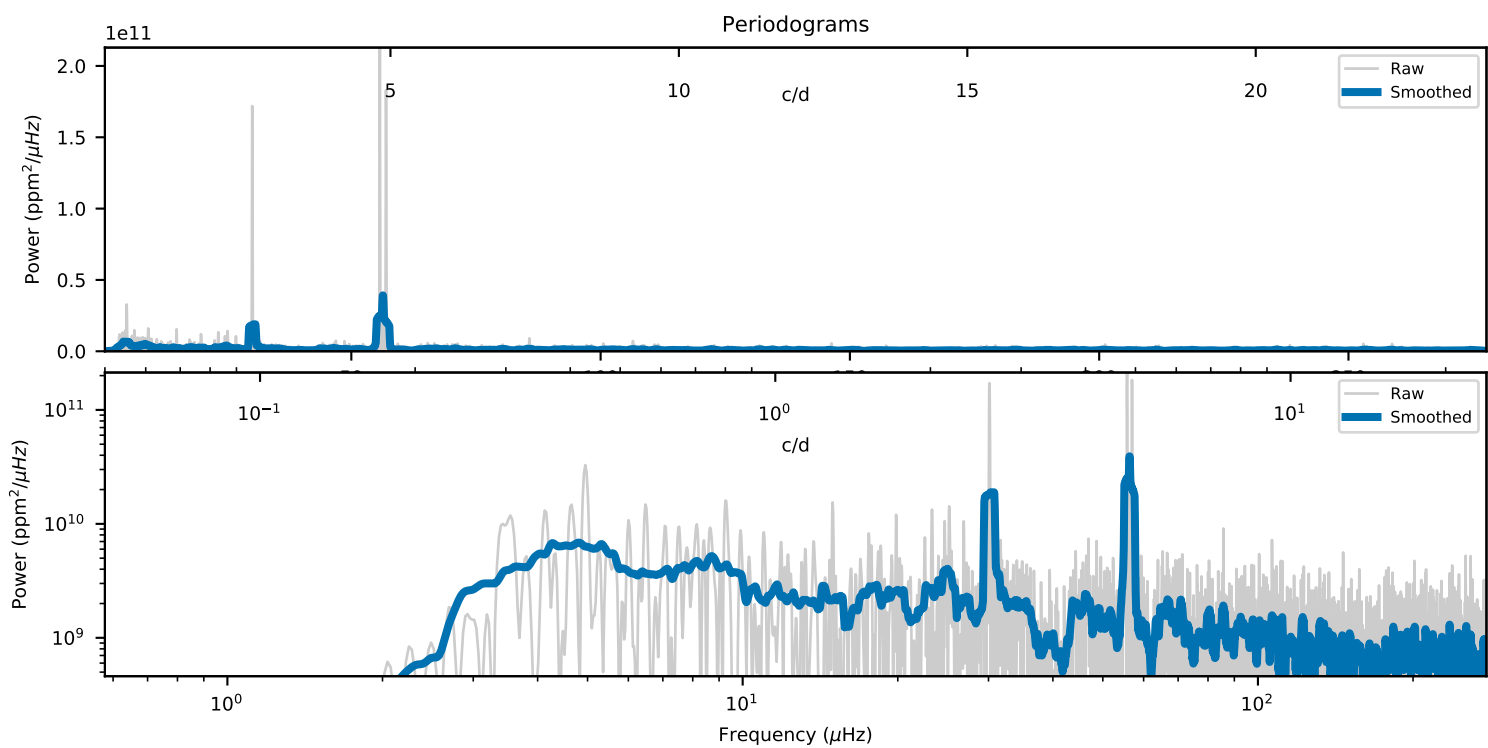 Periodograms
1e11
Raw
Smoothed
5
10
15
20
c/d
2.0
1.5
1.0
0.5
0.0
Power (ppm²/μHz)
Raw
Smoothed
10⁻¹
10⁰
10¹
c/d
10¹¹
10¹⁰
10⁹
Power (ppm²/μHz)
10⁰
10¹
10²
Frequency (μHz)